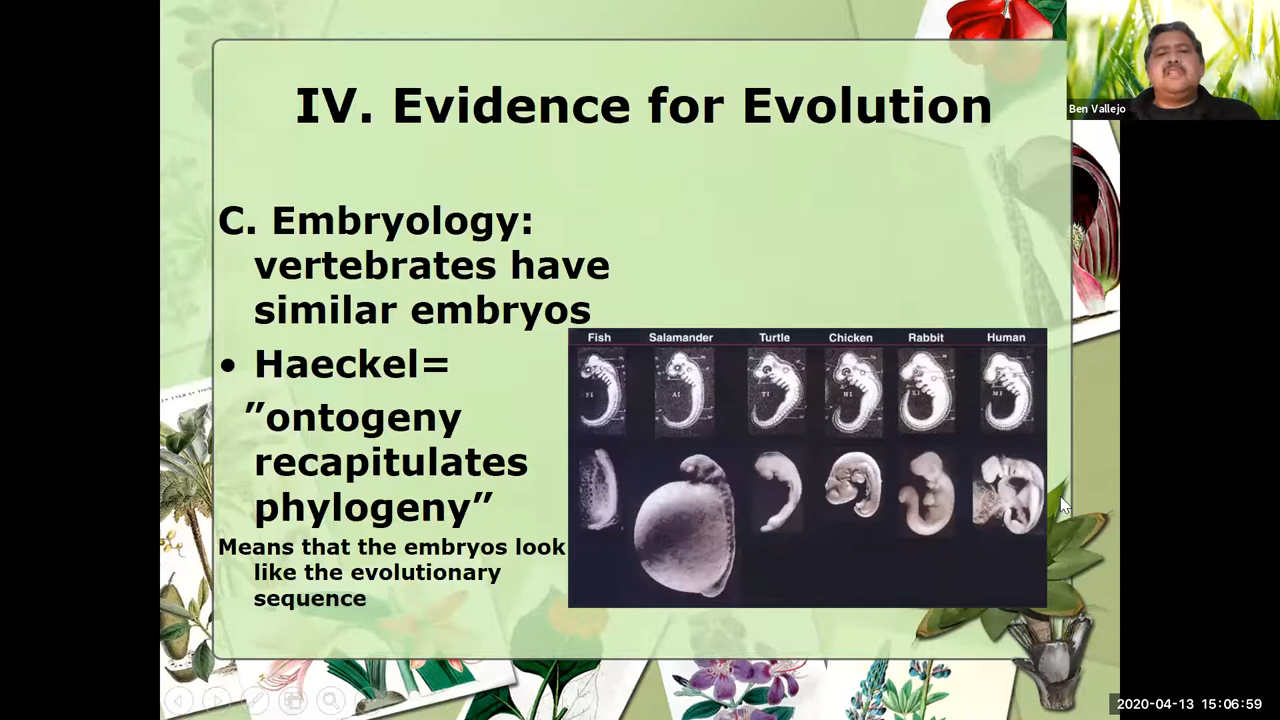 IV. Evidence for Evolution
Ben Vallejo
C. Embryology:
vertebrates have
similar embryos
• Haeckel=
”ontogeny
recapitulates
phylogeny”
Means that the embryos look
like the evolutionary
sequence
Fish Salamander Turtle Chicken Rabbit Human
2020-04-13 15:06:59